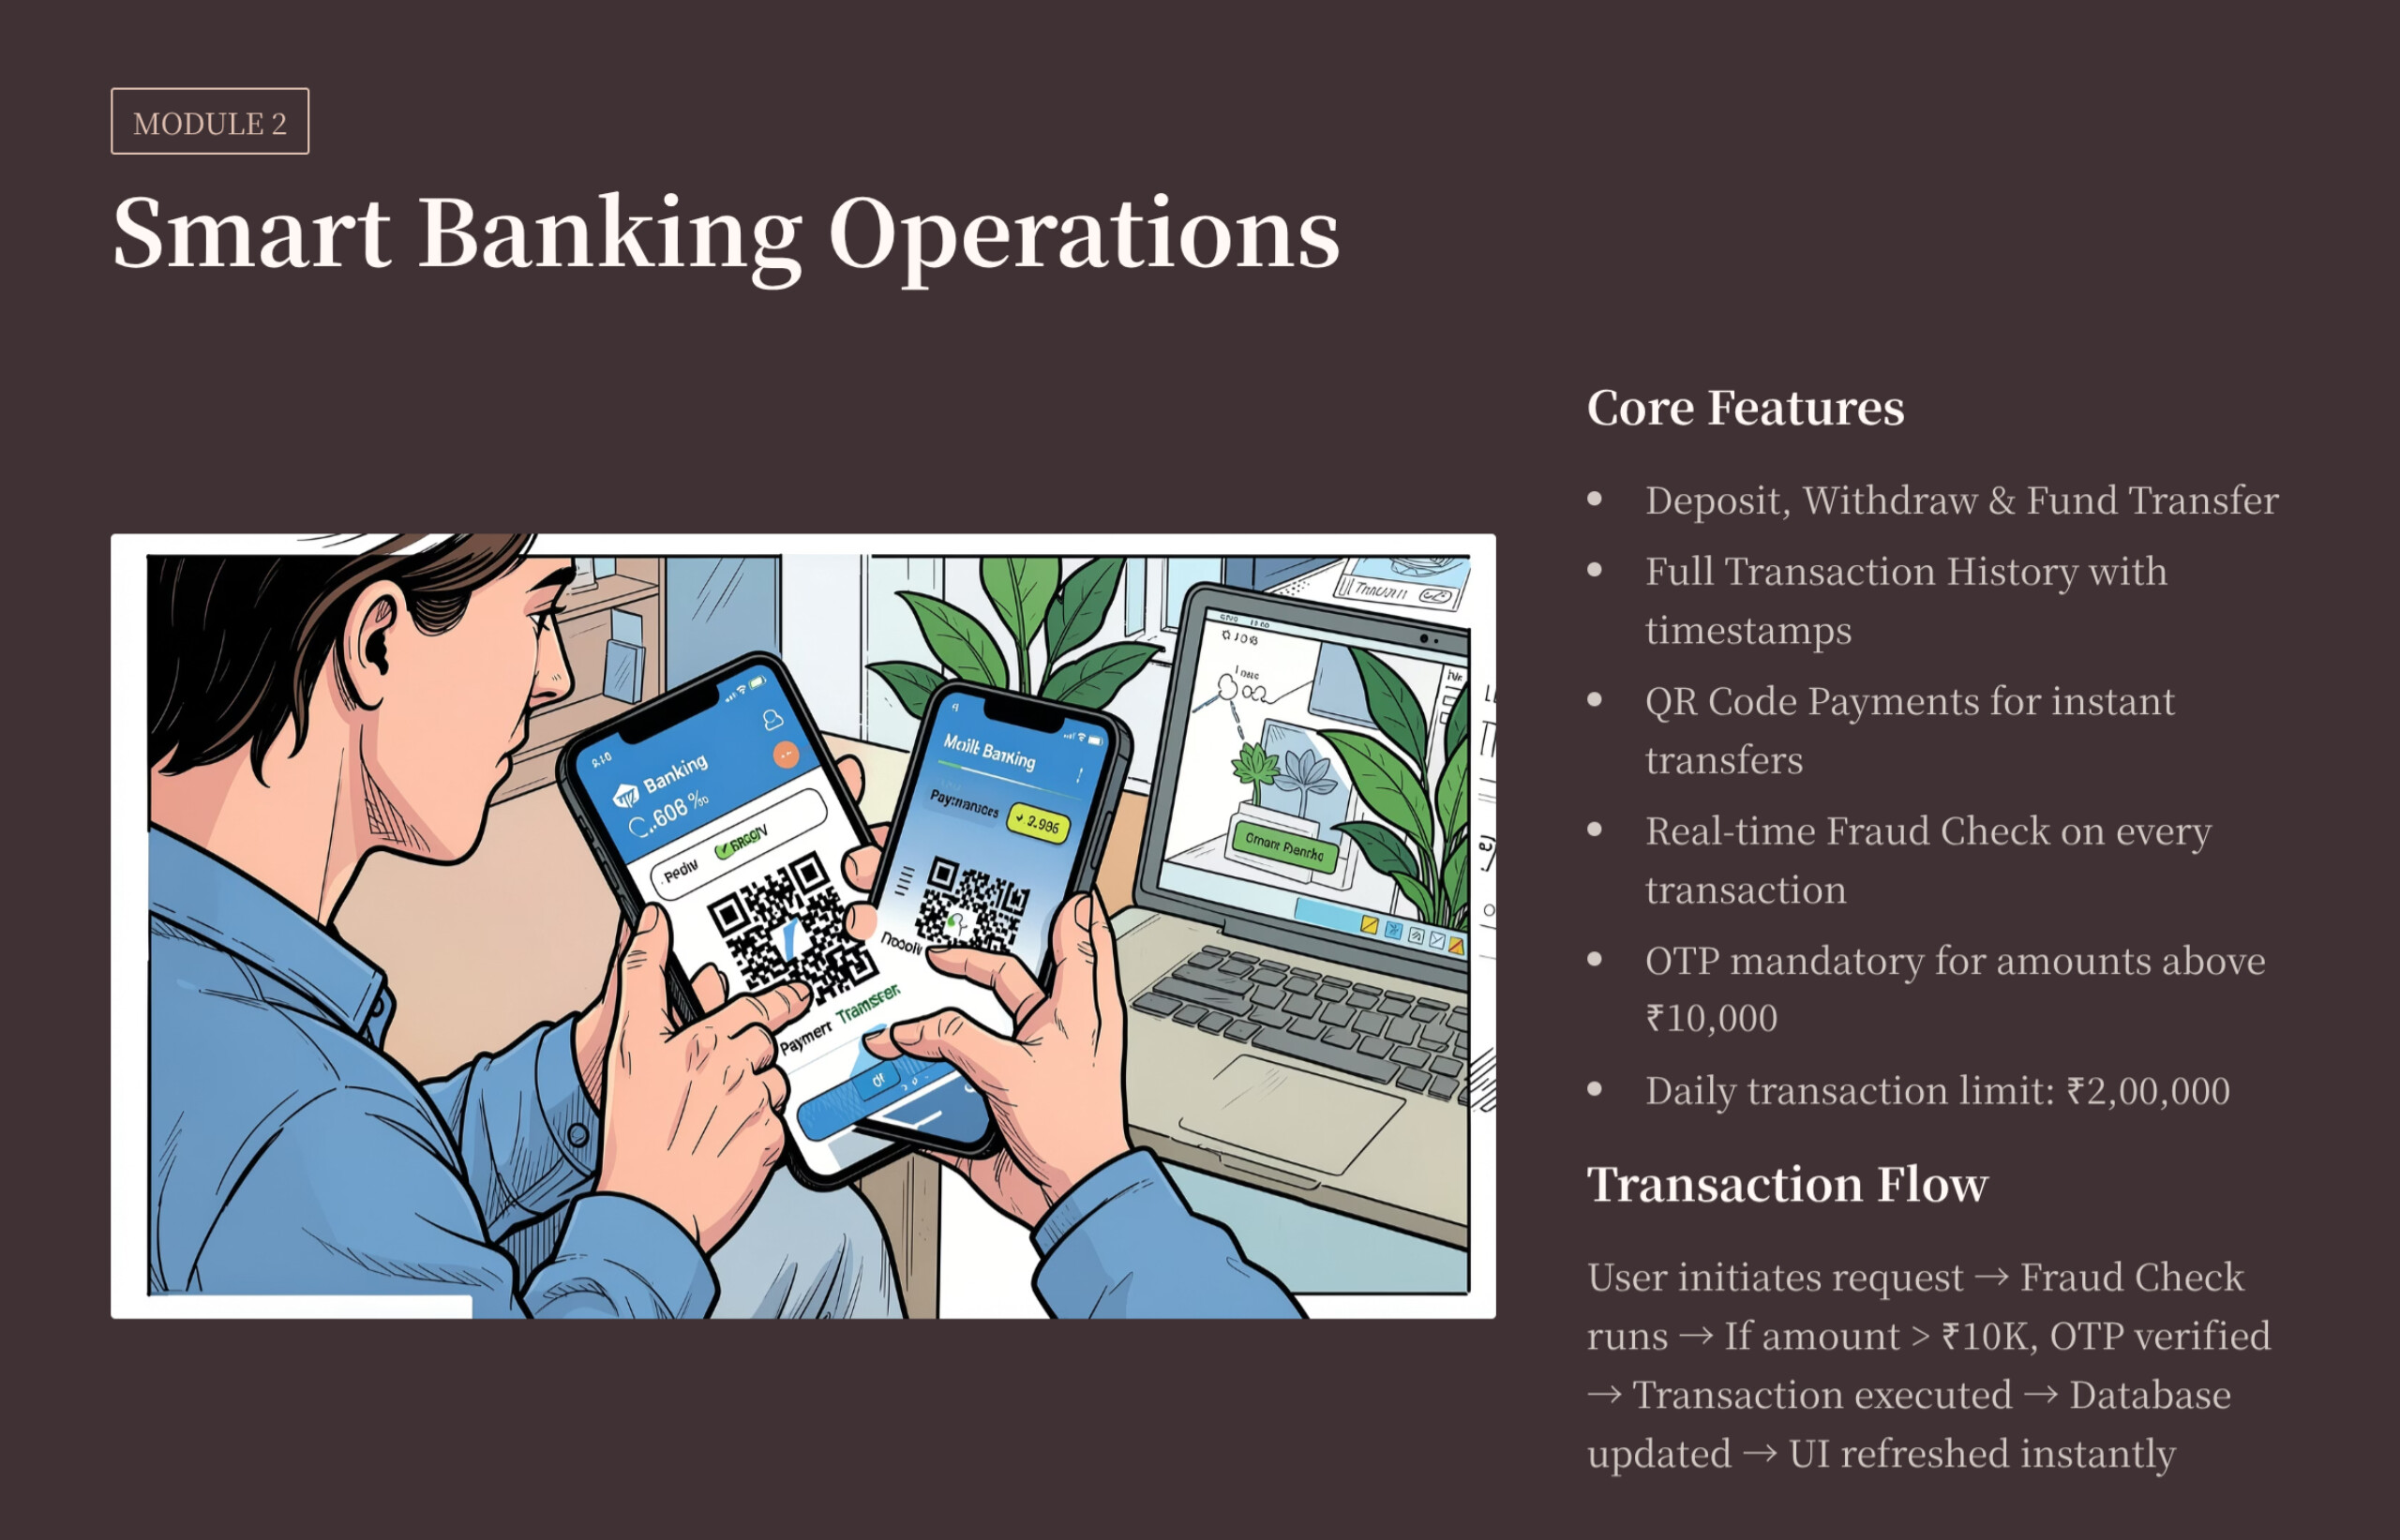 MODULE 2
Smart Banking Operations
Banking
Payment Transfer
Core Features
• Deposit, Withdraw & Fund Transfer
• Full Transaction History with
timestamps
• QR Code Payments for instant
transfers
• Real-time Fraud Check on every
transaction
• OTP mandatory for amounts above
₹10,000
• Daily transaction limit: ₹2,00,000
Transaction Flow
User initiates request → Fraud Check
runs → If amount > ₹10K, OTP verified
→ Transaction executed → Database
updated → UI refreshed instantly